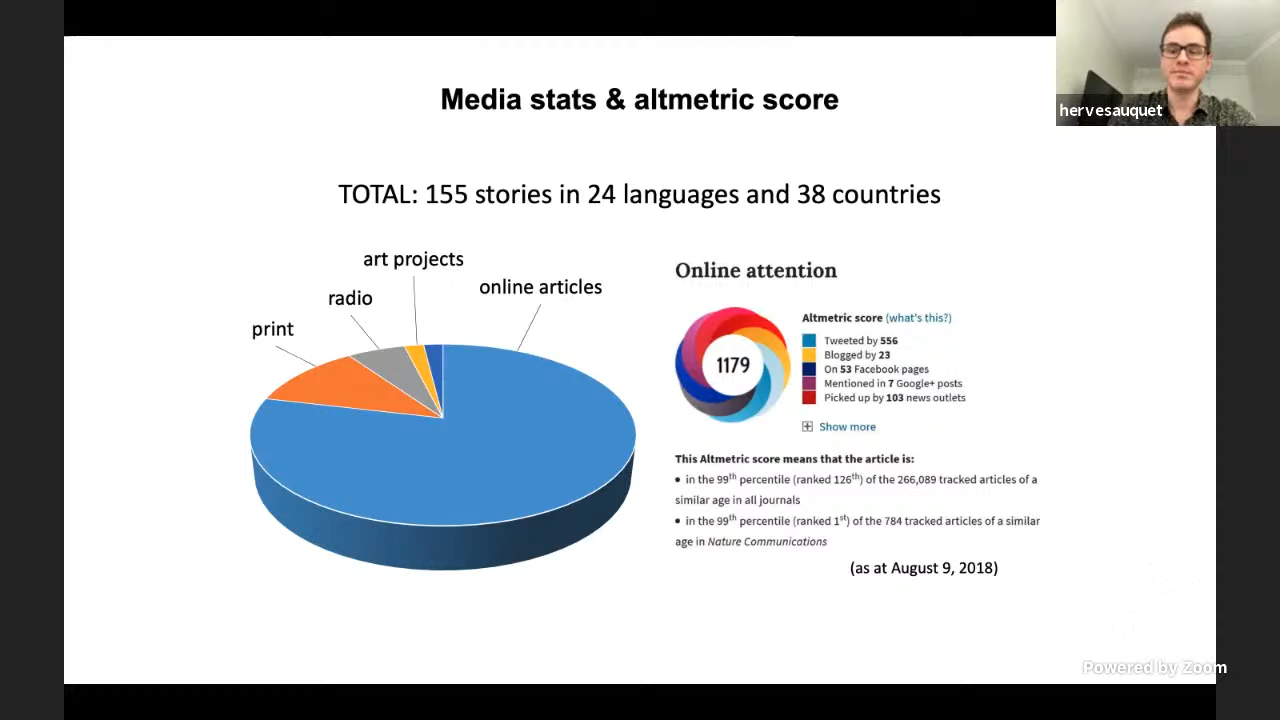 Media stats & altmetric score
hervesauquet
TOTAL: 155 stories in 24 languages and 38 countries
art projects
online articles
radio
print
Online attention
1179
Altmetric score (what's this?)
Tweeted by 556
Blogged by 23
On 53 Facebook pages
Mentioned in 7 Google+ posts
Picked up by 103 news outlets
Show more
This Altmetric score means that the article is:
• in the 99th percentile (ranked 126th) of the 266,089 tracked articles of a
similar age in all journals
• in the 99th percentile (ranked 1st) of the 784 tracked articles of a similar
age in Nature Communications
(as at August 9, 2018)
Powered by Zoom